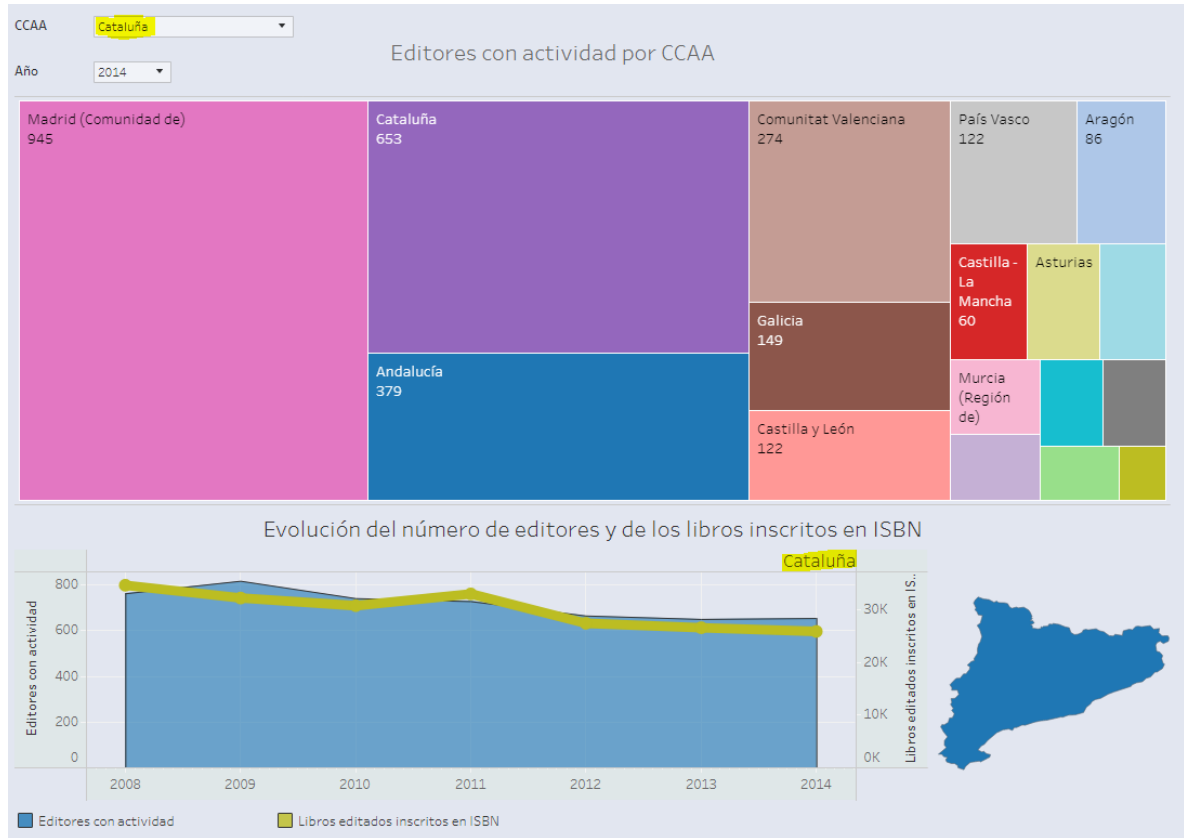 CCAA
Cataluña
Editores con actividad por CCAA
Año
2014
Madrid (Comunidad de)
945
Cataluña
653
Andalucía
379
Comunitat Valenciana
274
Galicia
149
Castilla y León
122
País Vasco
122
Aragón
86
Castilla -
La
Mancha
60
Asturias
Murcia
(Región
de)
Evolución del número de editores y de los libros inscritos en ISBN
Cataluña
Editores con actividad
800
600
400
200
0
30K
20K
10K
0K
Libros editados inscritos en IS..
2008
2009
2010
2011
2012
2013
2014
Editores con actividad
Libros editados inscritos en ISBN